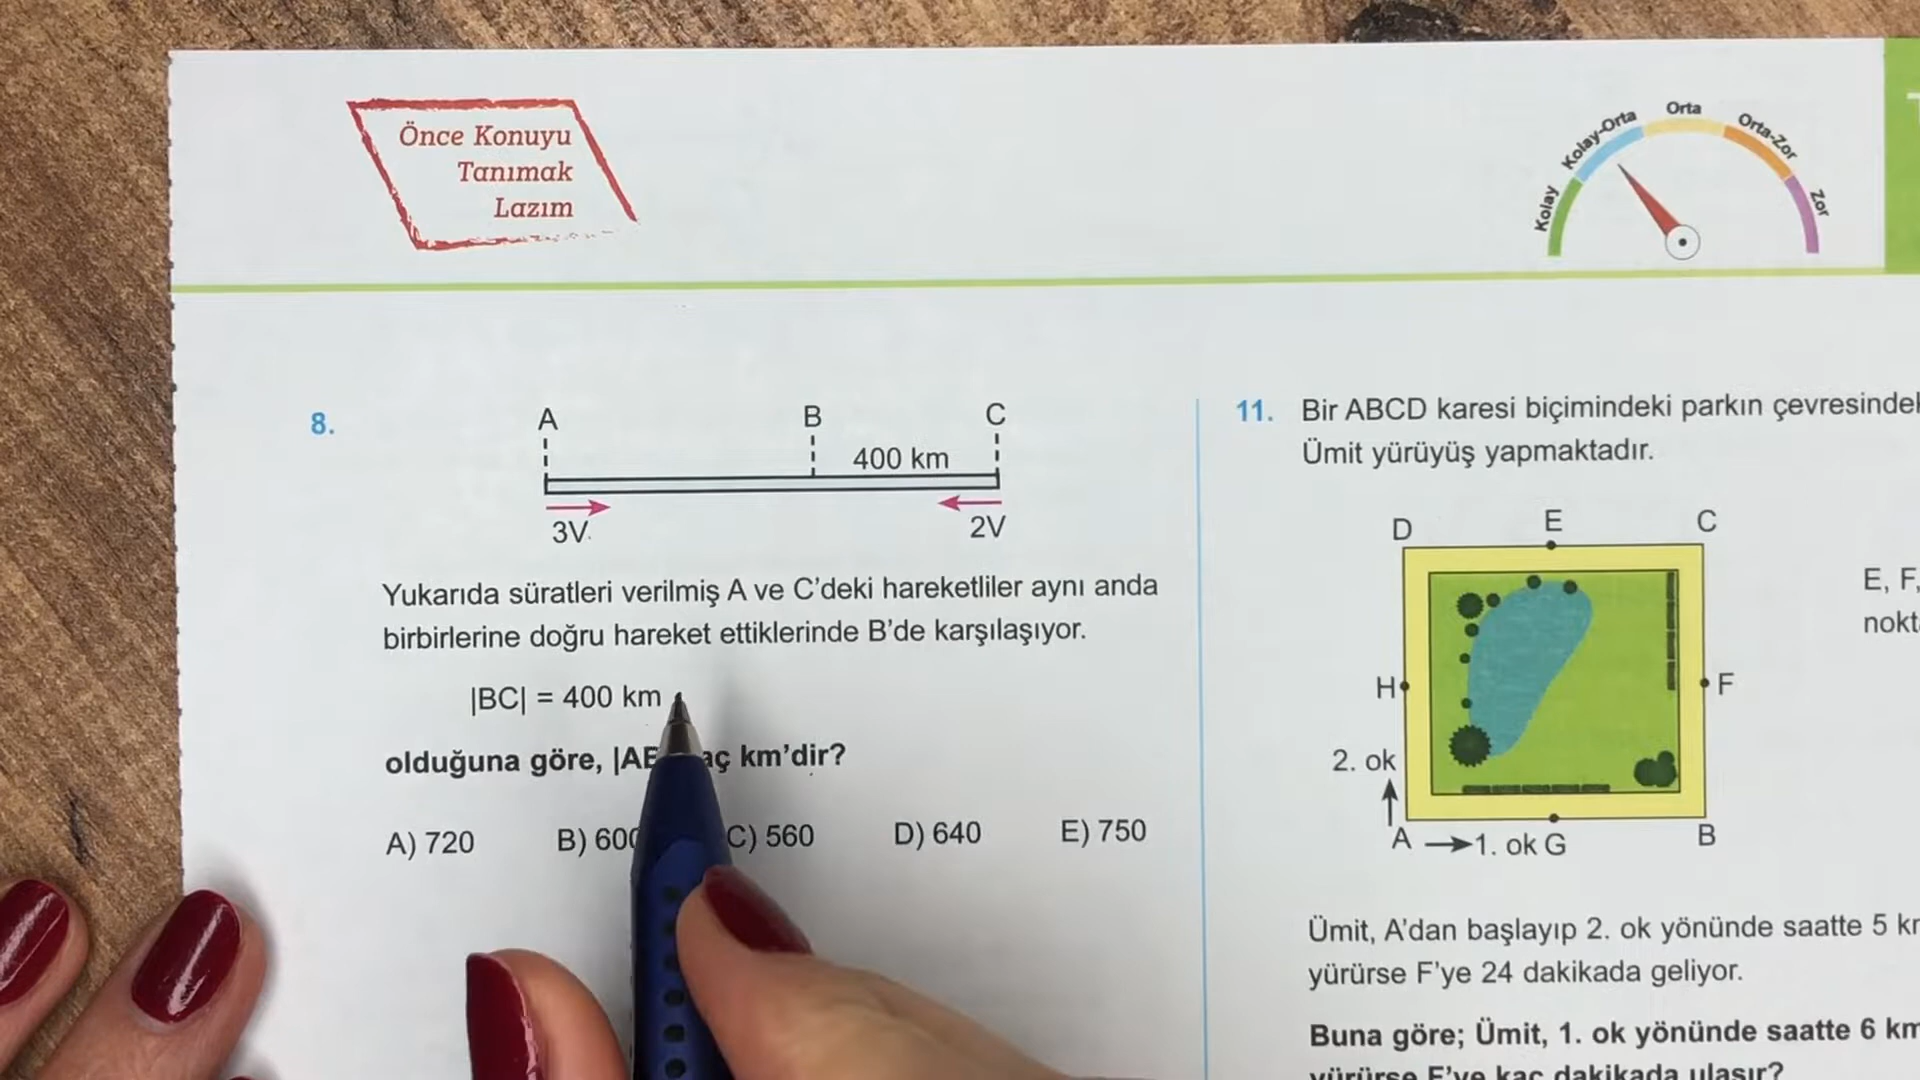 Önce Konuyu
Tanımak
Lazım
Kolay
Kolay-Orta
Orta
Orta-Zor
Zor
8.
A
B
C
400 km
3V
2V
Yukarıda süratleri verilmiş A ve C'deki hareketliler aynı anda
birbirlerine doğru hareket ettiklerinde B'de karşılaşıyor.
|BC| = 400 km
olduğuna göre, km'dir?
A) 720 B) 600 C) 560 D) 640 E) 750
11. Bir ABCD karesi biçimindeki parkın
Ümit yürüyüş yapmaktadır.
D
E
C
H
F
2. ok
A
1. ok
G
B
E, F,
Ümit, A'dan başlayıp 2. ok yönünde saatte 5
yürürse F'ye 24 dakikada geliyor.
Buna göre; Ümit, 1. ok yönünde saatte 6
yürürse F'ye kaç dakikada ulaşır?